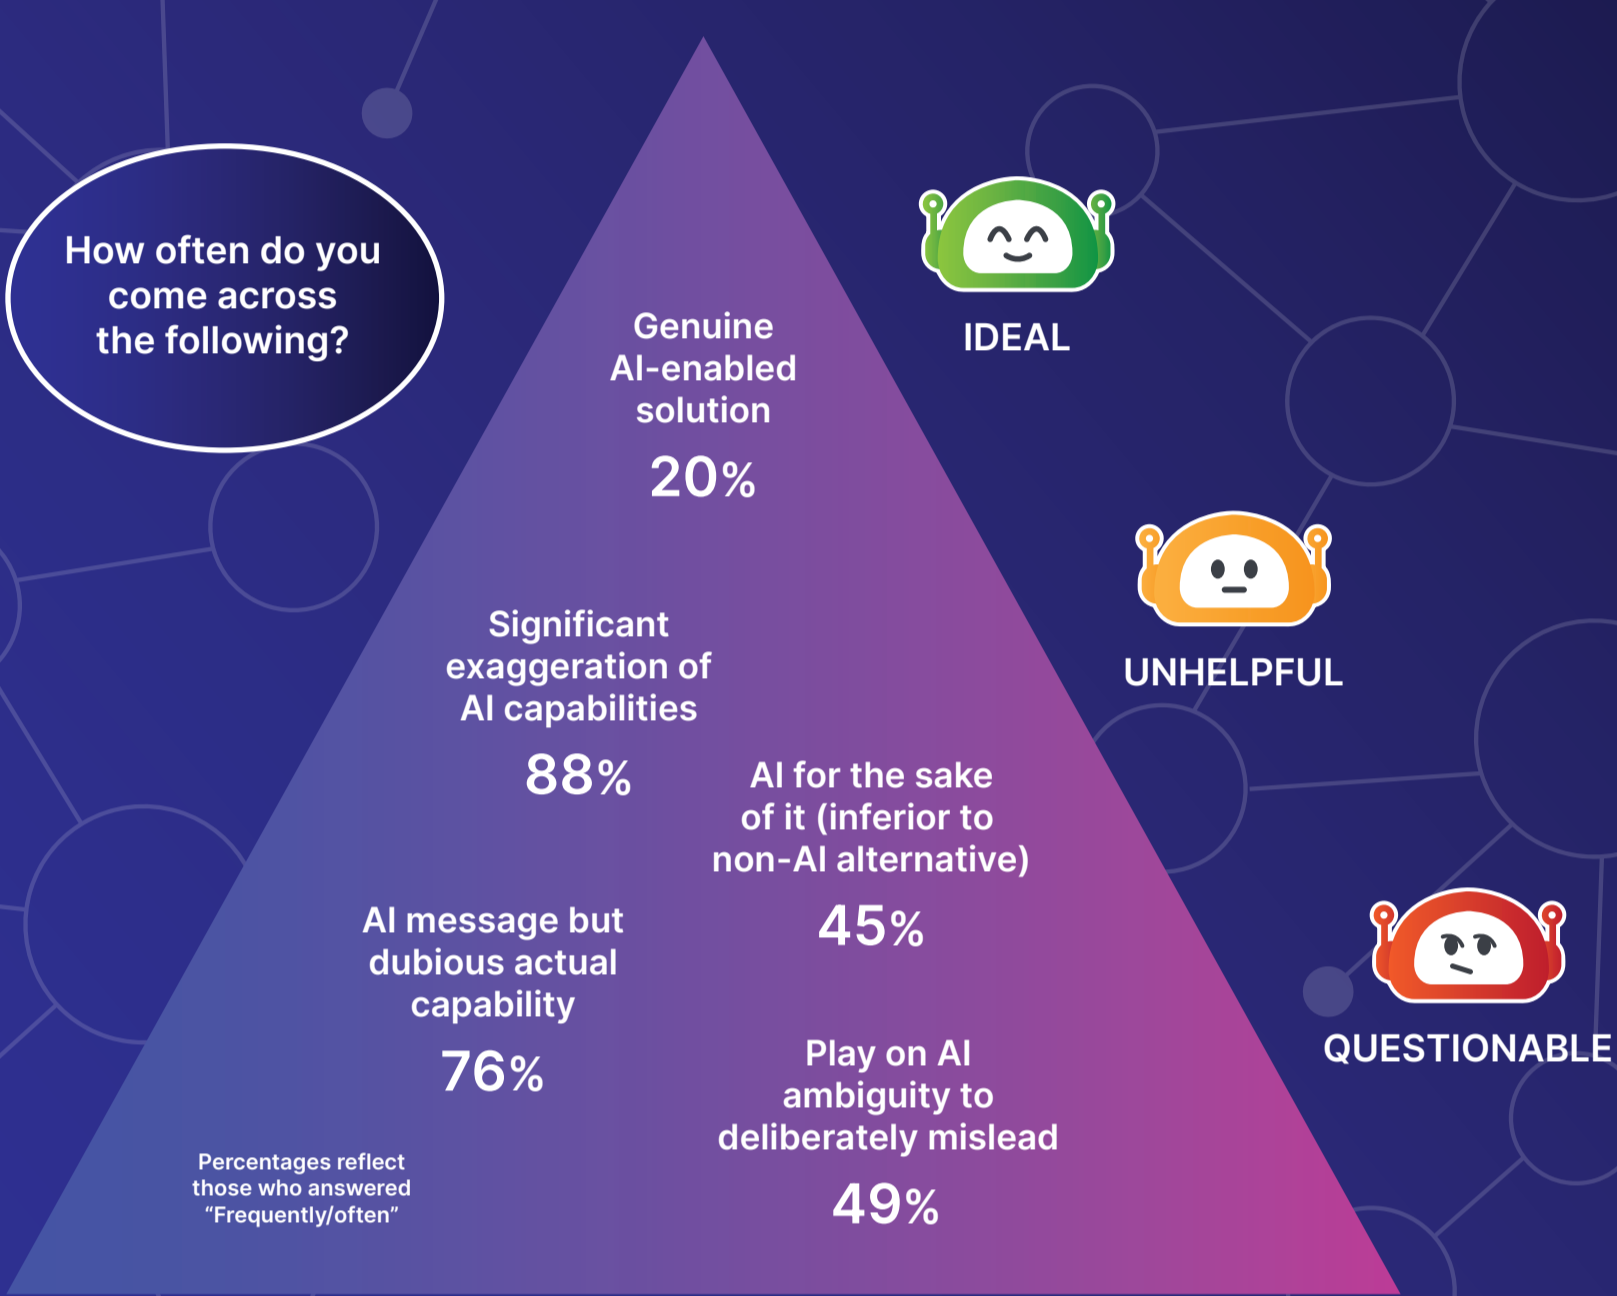 How often do you
come across
the following?
Genuine
AI-enabled
solution
20%
IDEAL
Significant
exaggeration of
AI capabilities
88%
UNHELPFUL
AI for the sake
of it (inferior to
non-AI alternative)
45%
AI message but
dubious actual
capability
76%
QUESTIONABLE
Play on AI
ambiguity to
deliberately mislead
49%
Percentages reflect
those who answered
“Frequently/often”